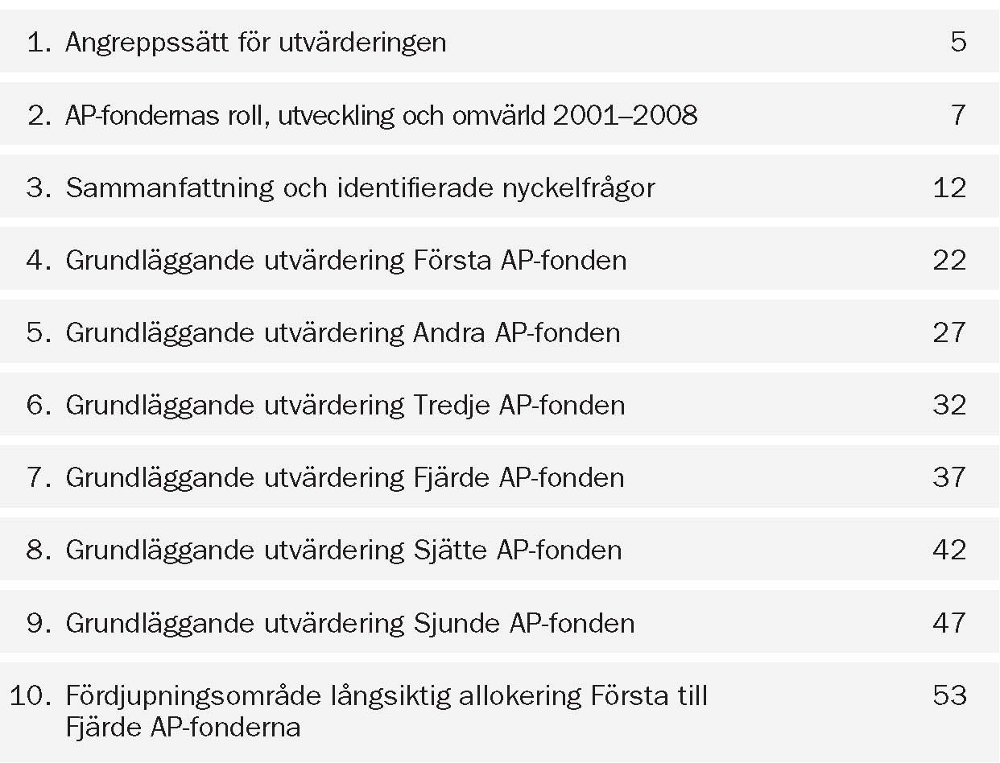 1. Angreppssätt för utvärderingen 5
2. AP-fondernas roll, utveckling och omvärld 2001–2008 7
3. Sammanfattning och identifierade nyckelfrågor 12
4. Grundläggande utvärdering Första AP-fonden 22
5. Grundläggande utvärdering Andra AP-fonden 27
6. Grundläggande utvärdering Tredje AP-fonden 32
7. Grundläggande utvärdering Fjärde AP-fonden 37
8. Grundläggande utvärdering Sjätte AP-fonden 42
9. Grundläggande utvärdering Sjunde AP-fonden 47
10. Fördjupningsområde långsiktig allokering Första till 53
Fjärde AP-fonderna